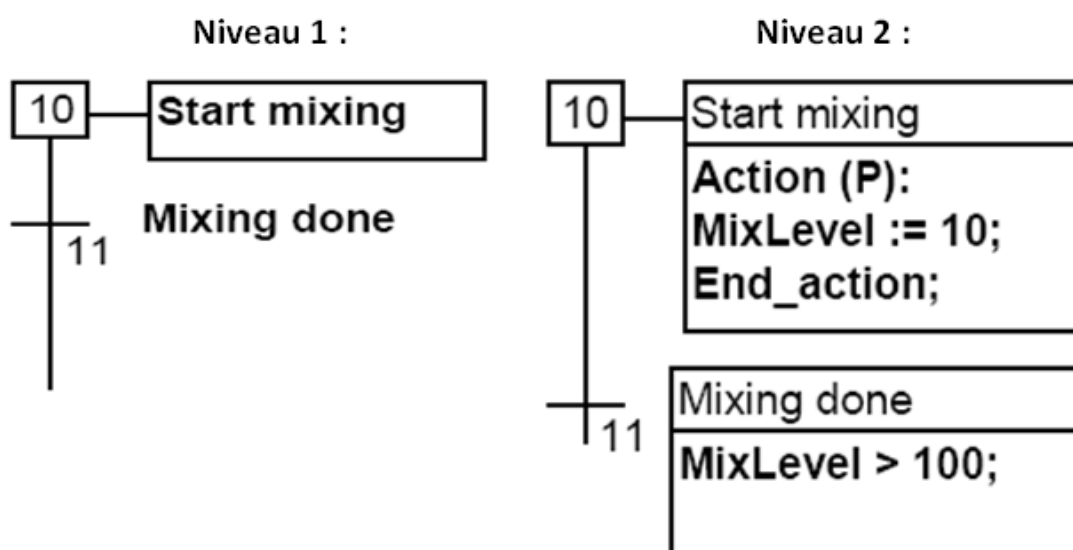 Niveau 1 :
10
Start mixing
Mixing done
11
Niveau 2 :
10
Start mixing
Action (P):
MixLevel := 10;
End_action;
11
Mixing done
MixLevel > 100;